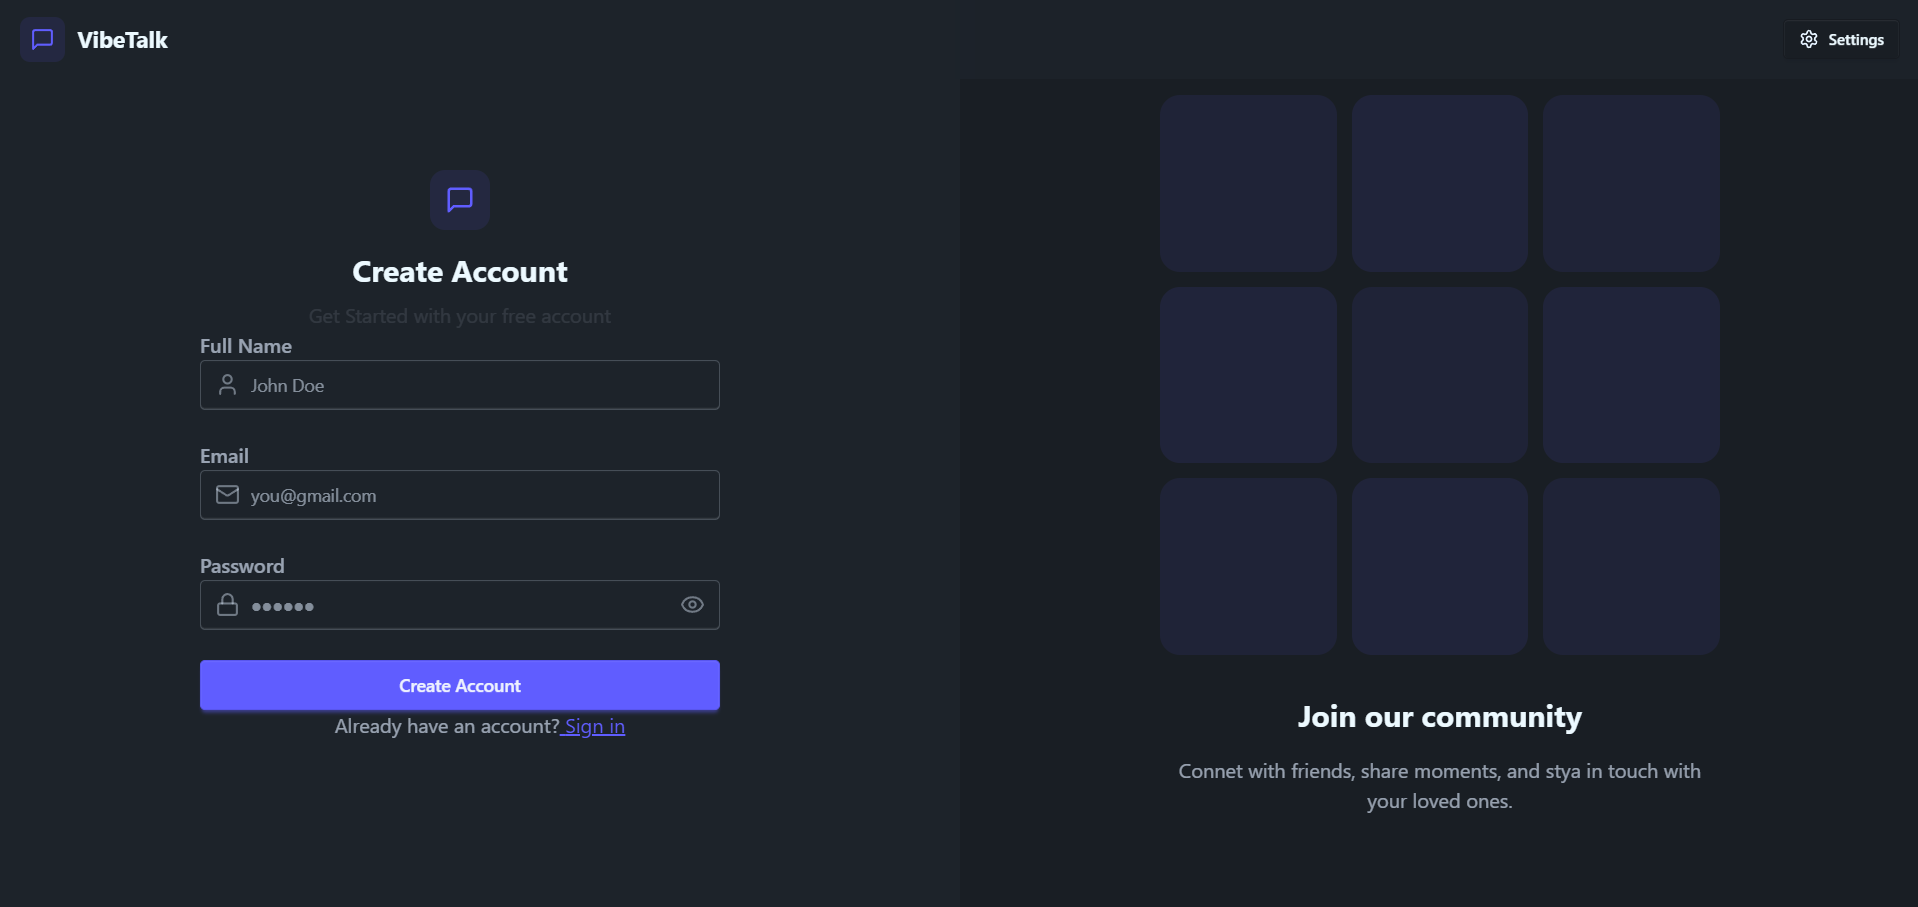 VibeTalk
Settings
Create Account
Get Started with your free account
Full Name
John Doe
Email
you@gmail.com
Password
••••••
Create Account
Already have an account? Sign in
Join our community
Connet with friends, share moments, and stya in touch with
your loved ones.